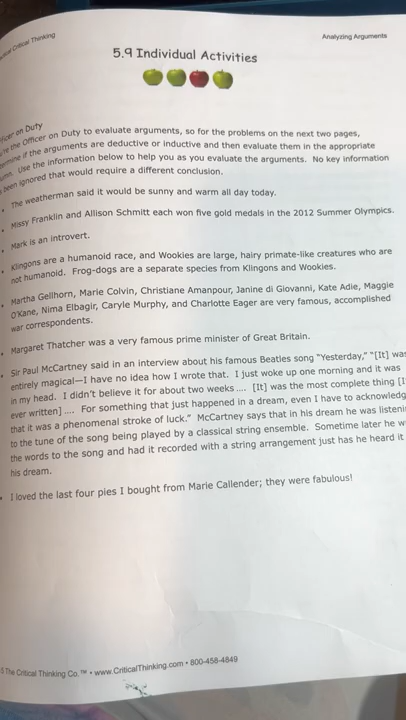 Critical Thinking
Analyzing Arguments
5.9 Individual Activities
on Duty
the Officer on Duty to evaluate arguments, so for the problems on the next two pages,
if the arguments are deductive or inductive and then evaluate them in the appropriate
Use the information below to help you as you evaluate the arguments. No key information
been ignored that would require a different conclusion.
• The weatherman said it would be sunny and warm all day today.
• Missy Franklin and Allison Schmitt each won five gold medals in the 2012 Summer Olympics.
• Mark is an introvert.
• Klingons are a humanoid race, and Wookies are large, hairy primate-like creatures who are
not humanoid. Frog-dogs are a separate species from Klingons and Wookies.
• Martha Gellhorn, Marie Colvin, Christiane Amanpour, Janine di Giovanni, Kate Adie, Maggie
O'Kane, Nima Elbagir, Caryle Murphy, and Charlotte Eager are very famous, accomplished
war correspondents.
• Margaret Thatcher was a very famous prime minister of Great Britain.
• Sir Paul McCartney said in an interview about his famous Beatles song "Yesterday," "[It] was
entirely magical—I have no idea how I wrote that. I just woke up one morning and it was
in my head. I didn't believe it for about two weeks .... [It] was the most complete thing
ever written] .... For something that just happened in a dream, even I have to
that it was a phenomenal stroke of luck." McCartney says that in his dream he was
to the tune of the song being played by a classical string ensemble. Sometime later he
the words to the song and had it recorded with a string arrangement just has he heard it
his dream.
• I loved the last four pies I bought from Marie Callender; they were fabulous!
The Critical Thinking Co.™ • www.CriticalThinking.com • 800-458-4849